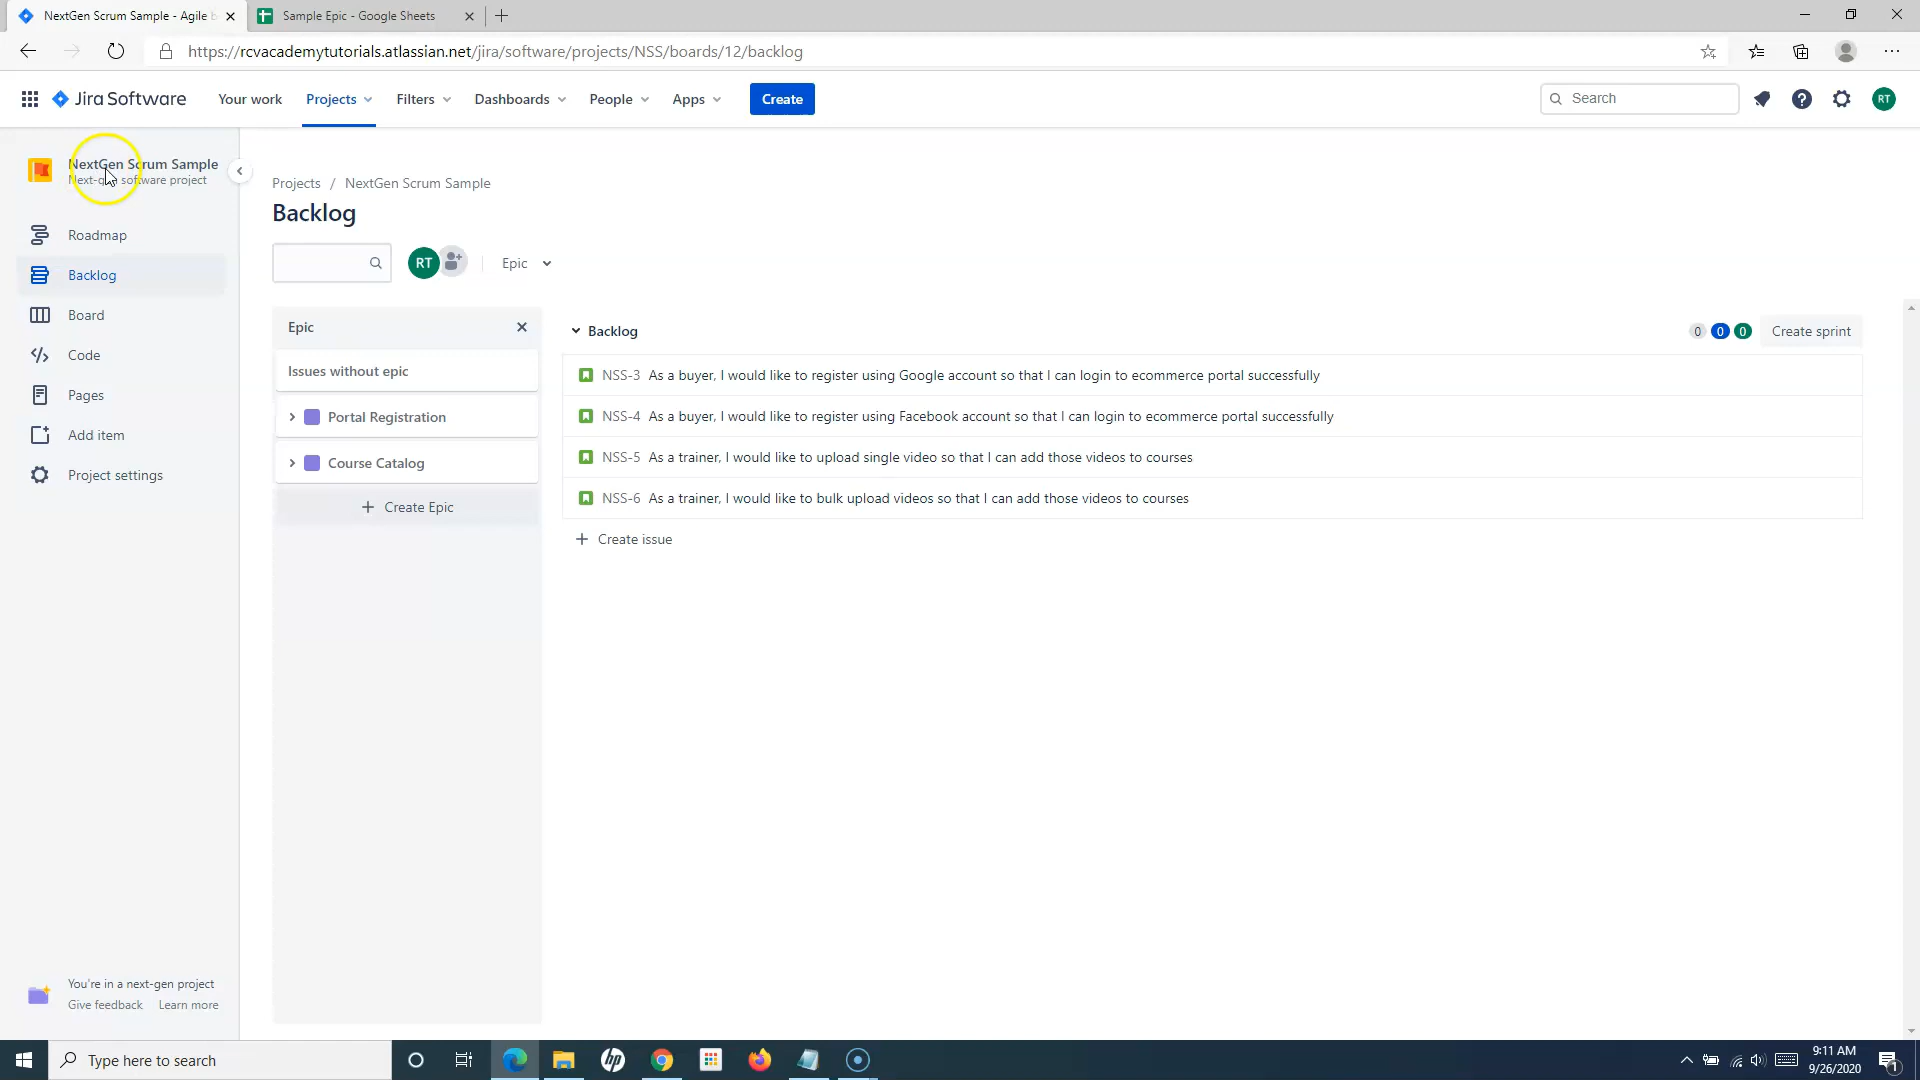 NextGen Scrum Sample - Agile b
Sample Epic - Google Sheets
https://rcvacademytutorials.atlassian.net/jira/software/projects/NSS/boards/12/backlog
Jira Software
Your work
Projects
Filters
Dashboards
People
Apps
Create
Search
RT
NextGen Scrum Sample
Next-gen software project
Roadmap
Backlog
Board
Code
Pages
Add item
Project settings
You're in a next-gen project
Give feedback Learn more
Projects / NextGen Scrum Sample
Backlog
RT
Epic
Epic
Issues without epic
Portal Registration
Course Catalog
+ Create Epic
Backlog
0 0 0
Create sprint
NSS-3 As a buyer, I would like to register using Google account so that I can login to ecommerce portal successfully
NSS-4 As a buyer, I would like to register using Facebook account so that I can login to ecommerce portal successfully
NSS-5 As a trainer, I would like to upload single video so that I can add those videos to courses
NSS-6 As a trainer, I would like to bulk upload videos so that I can add those videos to courses
+ Create issue
Type here to search
hp
9:11 AM
9/26/2020
1